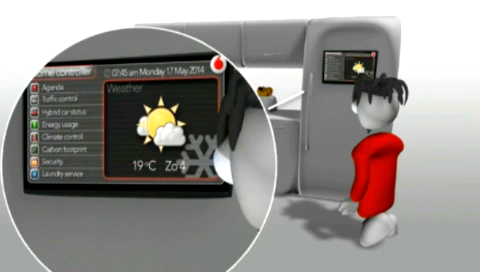 ome controller 07:45 am Monday 17 May 2014
Agenda
Traffic control
Hybrid car status
Energy usage
Climate control
Carbon footprint
Security
Laundry service
Weather
19°C Zo 4